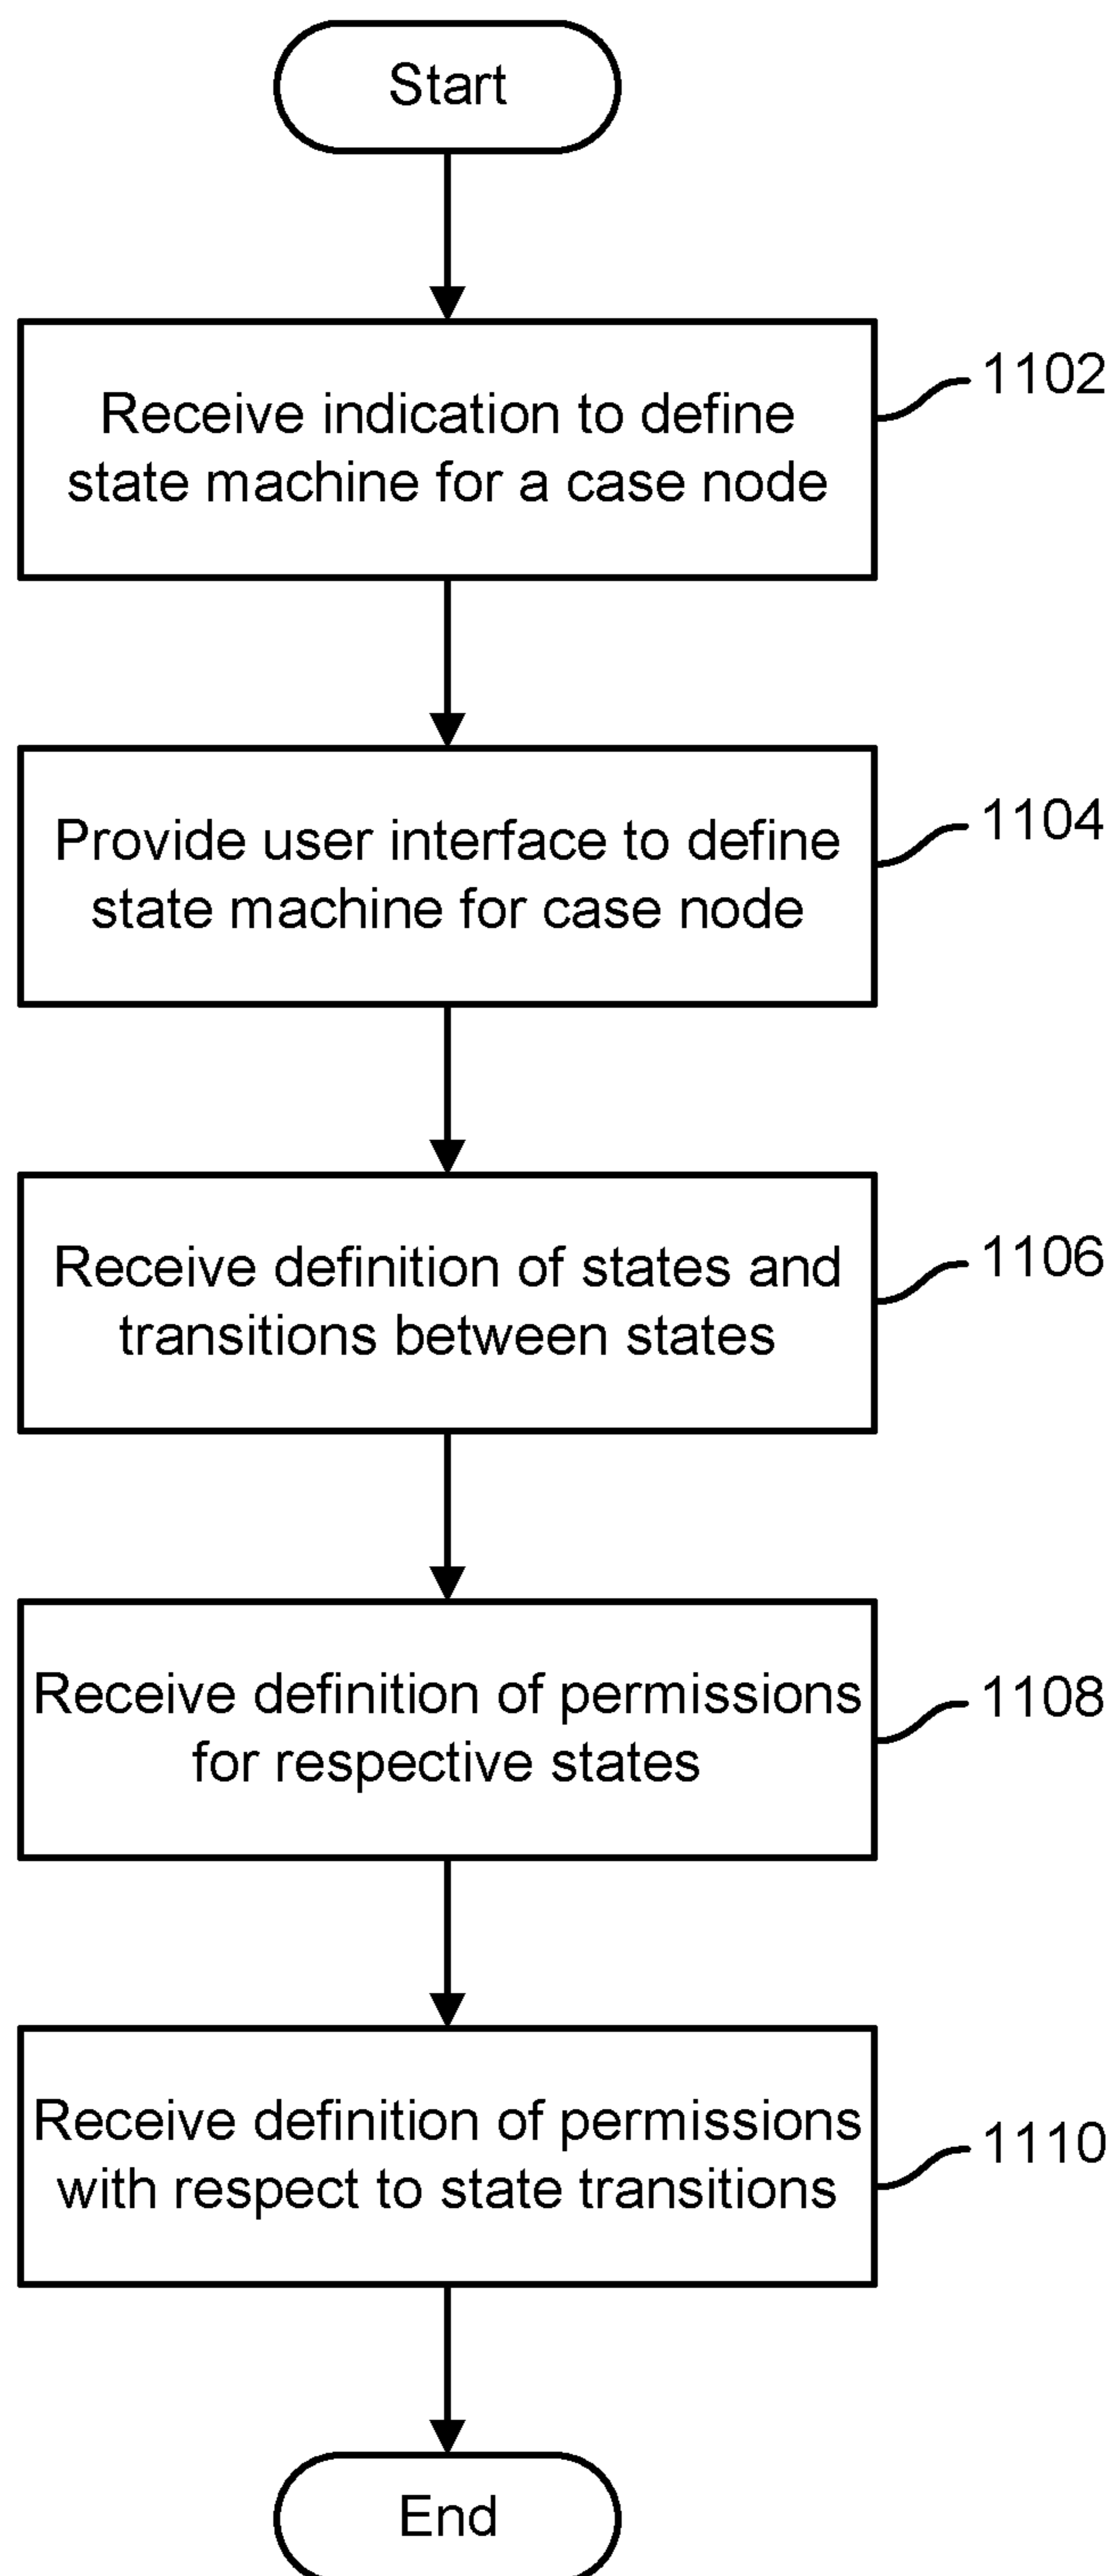 Start
Receive indication to define
state machine for a case node
1102
Provide user interface to define
state machine for case node
1104
Receive definition of states and
transitions between states
1106
Receive definition of permissions
for respective states
1108
Receive definition of permissions
with respect to state transitions
1110
End